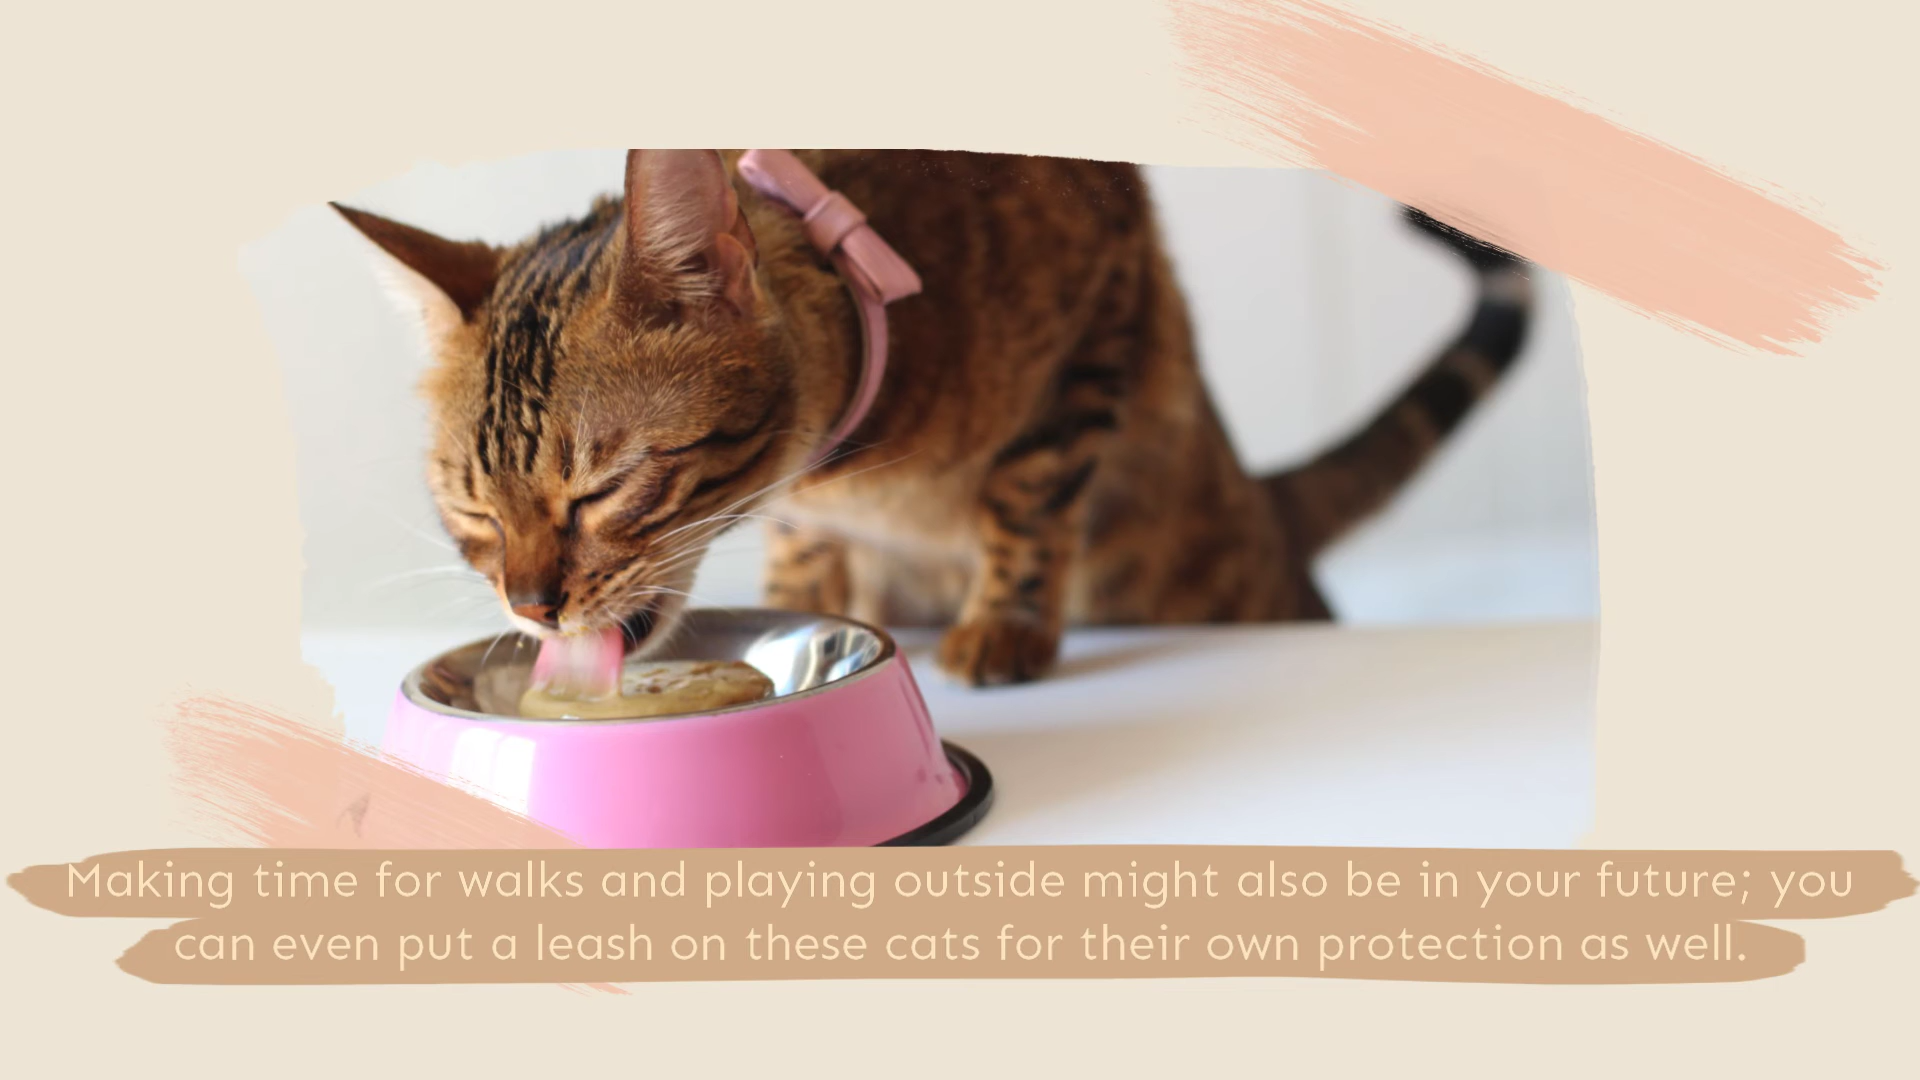 Making time for walks and playing outside might also be in your future; you
can even put a leash on these cats for their own protection as well.